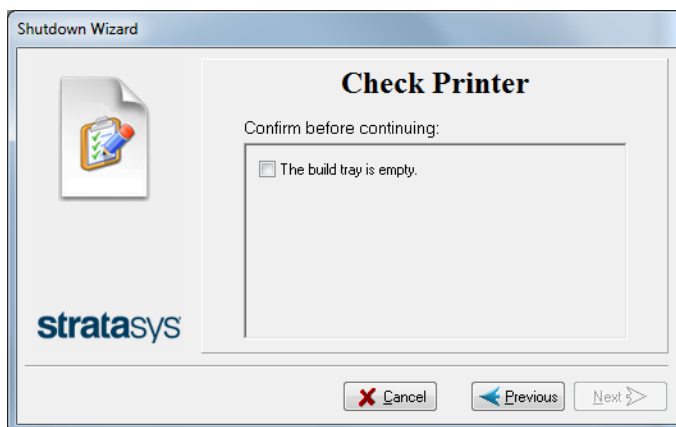 Shutdown Wizard
Check Printer
Confirm before continuing:
The build tray is empty.
stratasys
Cancel
Previous
Next